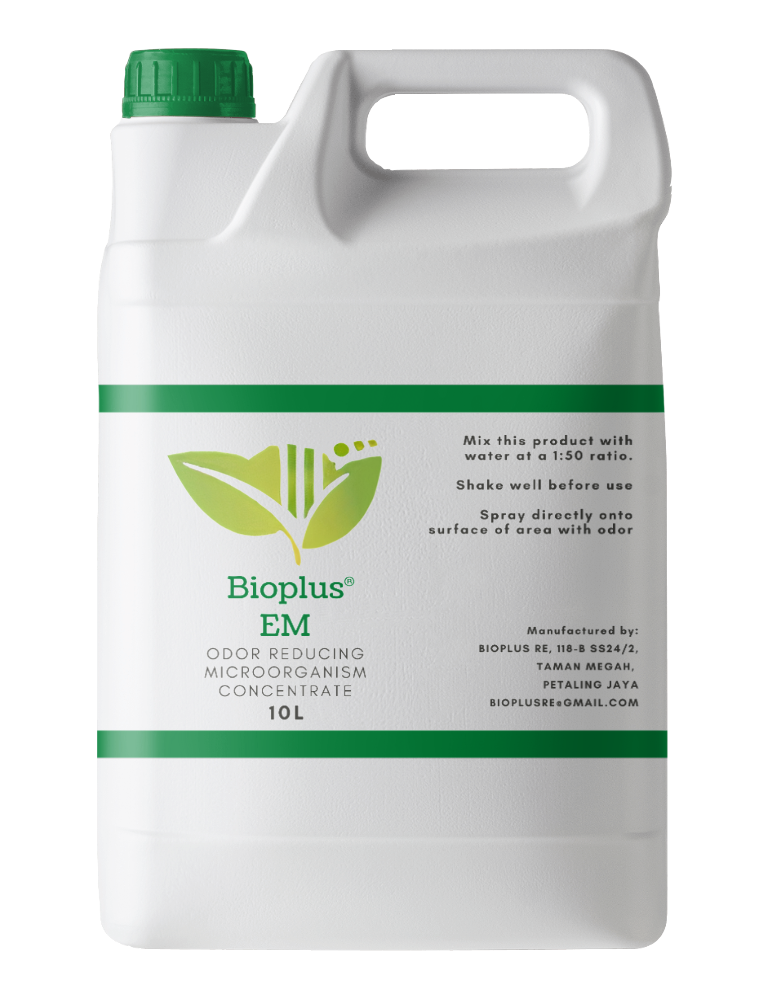 Bioplus®
EM
ODOR REDUCING
MICROORGANISM
CONCENTRATE
10L
Mix this product with
water at a 1:50 ratio.
Shake well before use
Spray directly onto
surface of area with odor
Manufactured by:
BIOPLUS RE, 118-B SS24/2,
TAMAN MEGAH,
PETALING JAYA
BIOPLUSRE@GMAIL.COM